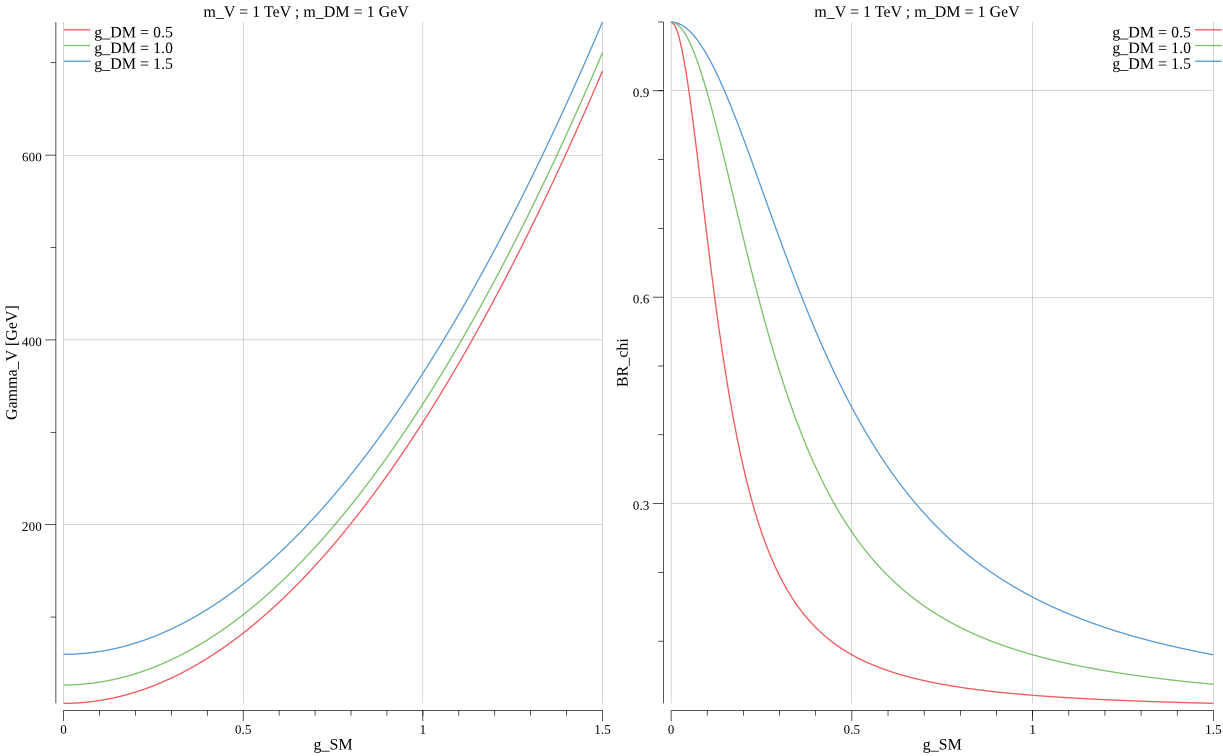 m_V = 1 TeV ; m_DM = 1 GeV
g_DM = 0.5
g_DM = 1.0
g_DM = 1.5
600
400
200
Gamma_V [GeV]
0
0.5
1
1.5
g_SM
m_V = 1 TeV ; m_DM = 1 GeV
g_DM = 0.5
g_DM = 1.0
g_DM = 1.5
0.9
0.6
0.3
BR_chi
0
0.5
1
1.5
g_SM